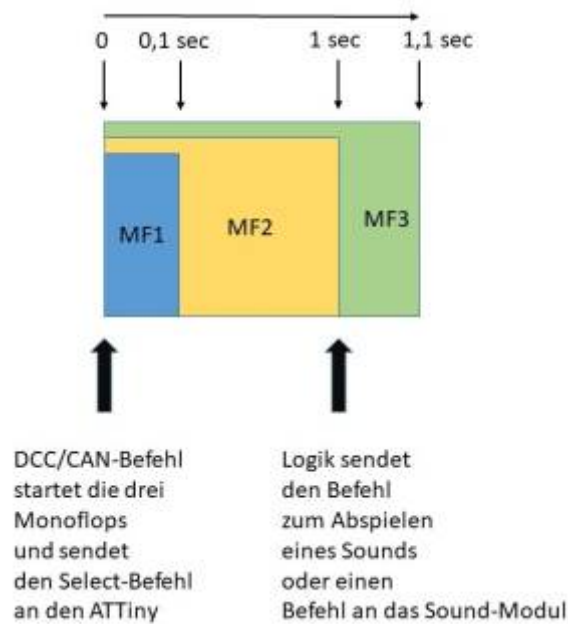 0 0,1 sec 1 sec 1,1 sec
MF1 MF2 MF3
DCC/CAN-Befehl
startet die drei
Monoflops
und sendet
den Select-Befehl
an den ATTiny
Logik sendet
den Befehl
zum Abspielen
eines Sounds
oder einen
Befehl an das Sound-Modul